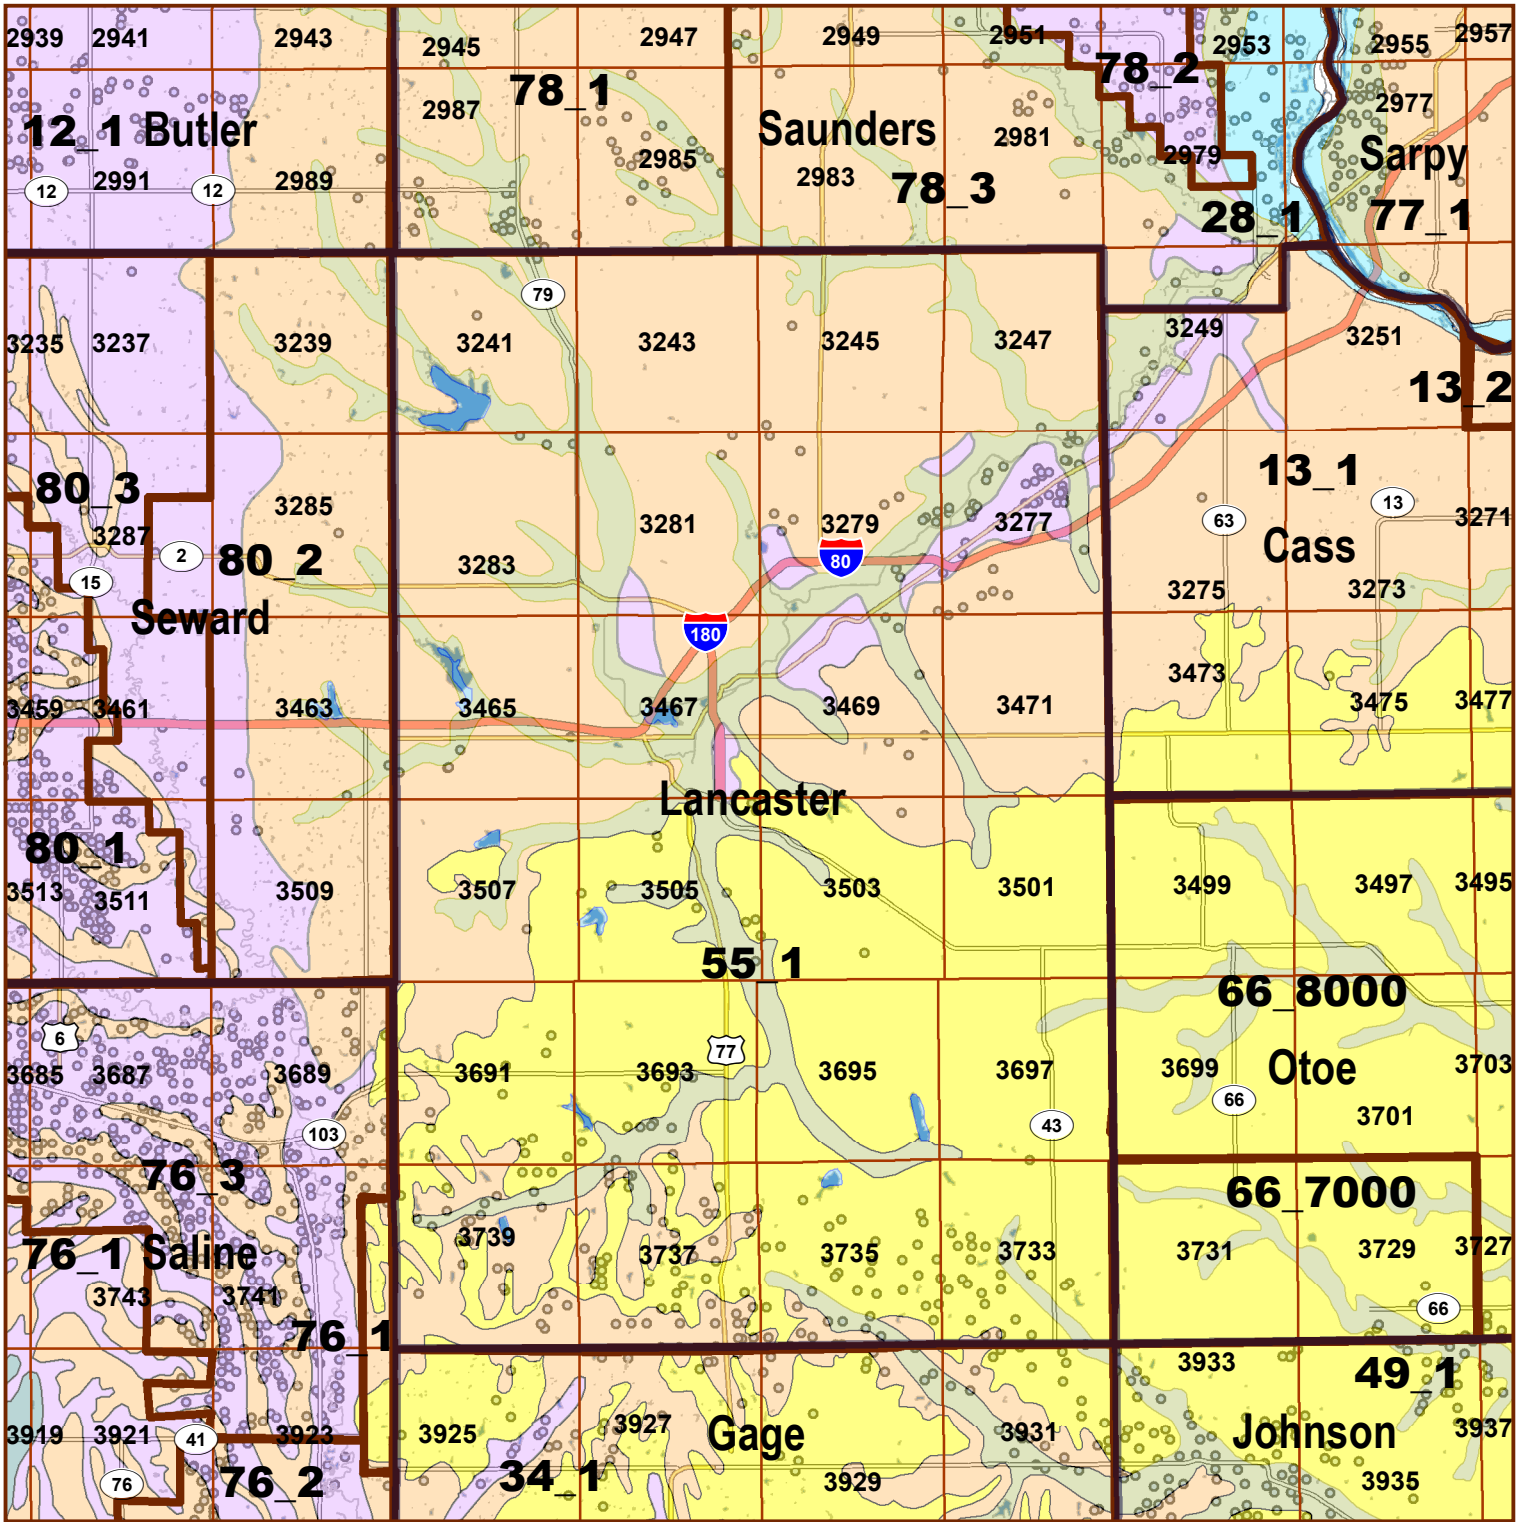 2939 2941 2943 2945 2947 2949 2951 2953 2955 2957
78_1 78_2
2987 2977
12_1 Butler Saunders 2981 Sarpy
2985 2979
12 2991 12 2989 2983 78_3 28_1 77_1
79
3235 3237 3239 3241 3243 3245 3247 3249 3251
13_2
80_3 13_1
3285 63 13
3287 3281 3279 3277 3271
2 80_2 3283 80 Cass
15 3275 3273
Seward 180
3473
3459 3461 3463 3465 3467 3469 3471 3475 3477
Lancaster
80_1
3513 3511 3509 3507 3505 3503 3501 3499 3497 3495
55_1
66_8000
6 77
3685 3687 3689 3691 3693 3695 3697 3699 Otoe 3703
66 3701
103 43
76_3 66_7000
76_1 Saline 3739 3737 3735 3733 3731 3729 3727
3743 3741 66
76_1
3933 49_1
3919 3921 41 3923 3925 3927 Gage 3931 Johnson 3937
76 76_2 34_1 3929 3935